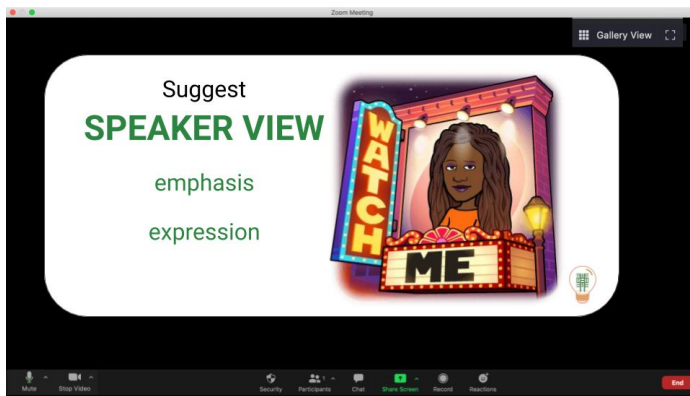 Zoom Meeting
Gallery View
Suggest
SPEAKER VIEW
emphasis
expression
WATCH
ME
Mute
Stop Video
Security
Participants
1
Chat
Share Screen
Record
Reactions
End